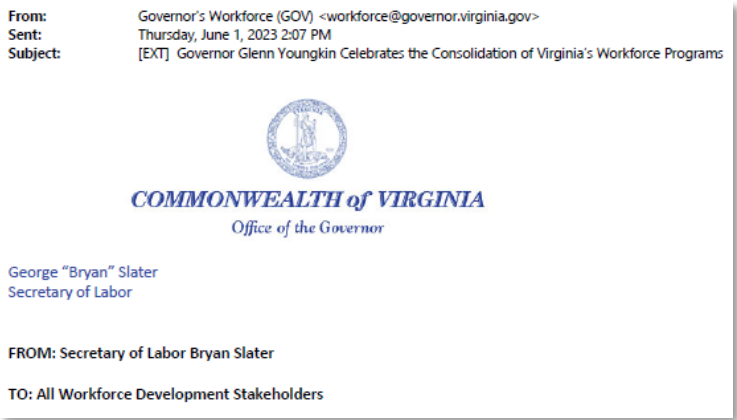 From: Governor's Workforce (GOV) <workforce@governor.virginia.gov>
Sent: Thursday, June 1, 2023 2:07 PM
Subject: [EXT] Governor Glenn Youngkin Celebrates the Consolidation of Virginia's Workforce Programs
COMMONWEALTH of VIRGINIA
Office of the Governor
George "Bryan" Slater
Secretary of Labor
FROM: Secretary of Labor Bryan Slater
TO: All Workforce Development Stakeholders